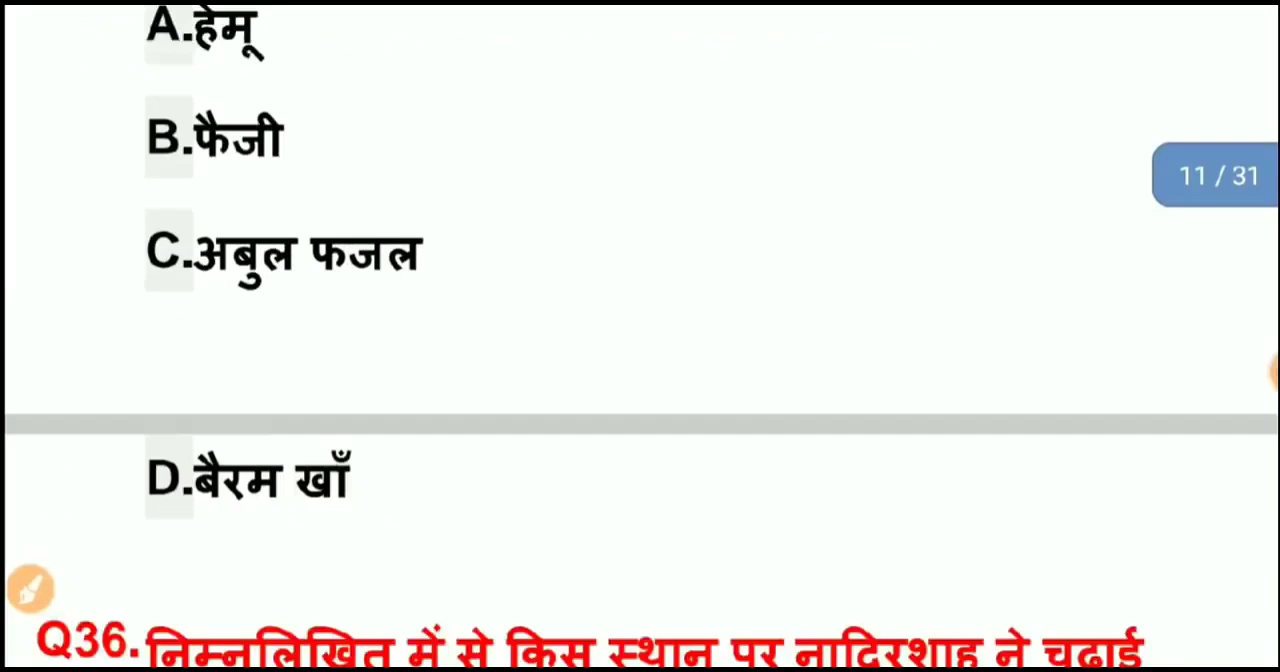 A.हेमू
B.फैजी
11 / 31
C.अबुल फजल
D.बैरम खाँ
Q36. निम्नलिखित में से किस स्थान पर नादिरशाह ने चढाई